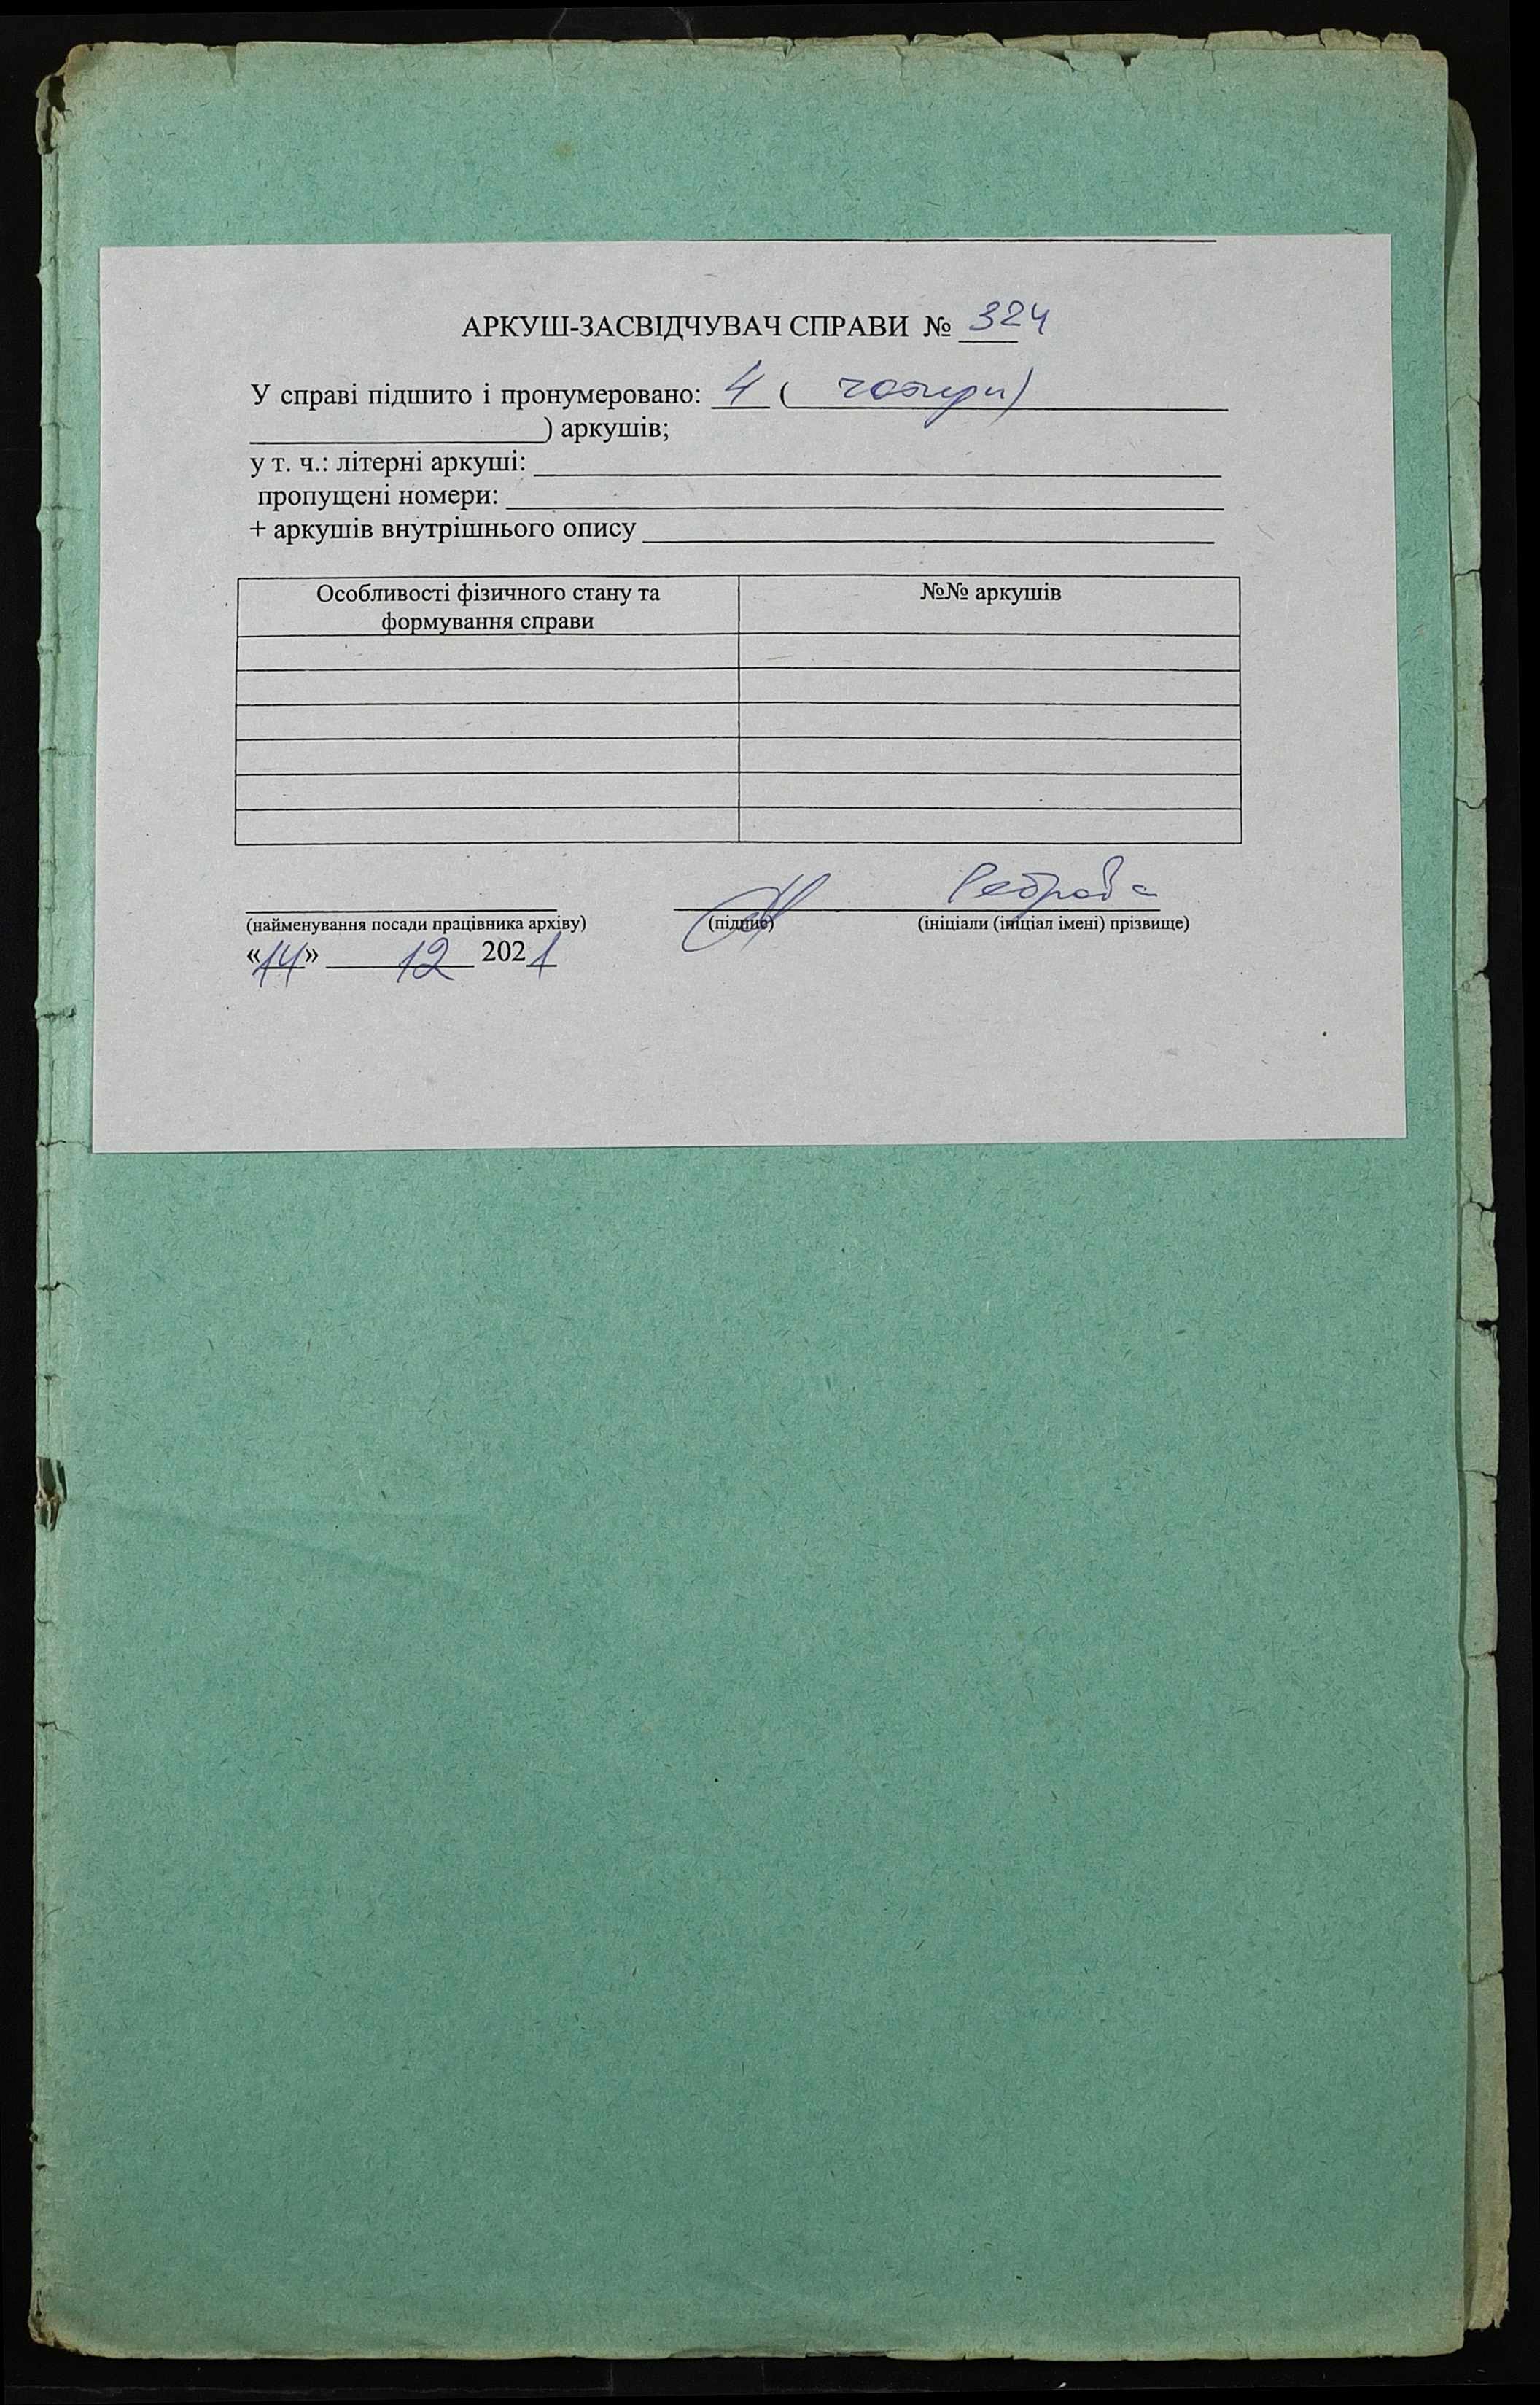 АРКУШ-ЗАСВІДЧУВАЧ СПРАВИ № 324
У справі підшито і пронумеровано: 4 ( чотири)
) аркушів;
у т. ч.: літерні аркуші:
пропущені номери:
+ аркушів внутрішнього опису
Особливості фізичного стану та формування справи
№№ аркушів
(найменування посади працівника архіву)
(підпис)
(ініціали (ініціал імені) прізвище)
«14» 12 2021